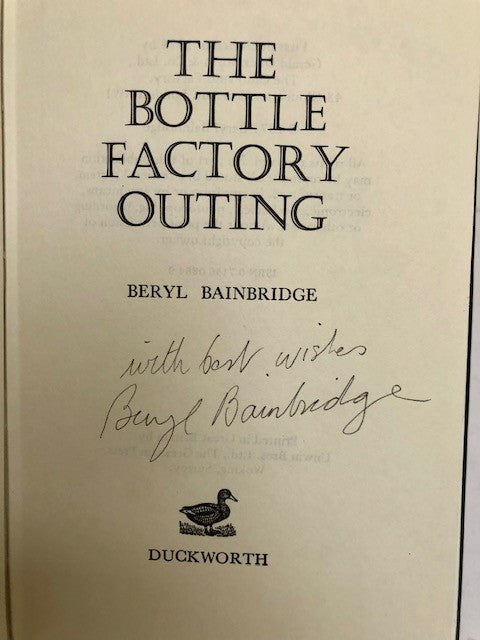 THE
BOTTLE
FACTORY
OUTING
BERYL BAINBRIDGE
with best wishes
Beryl Bainbridge
DUCKWORTH